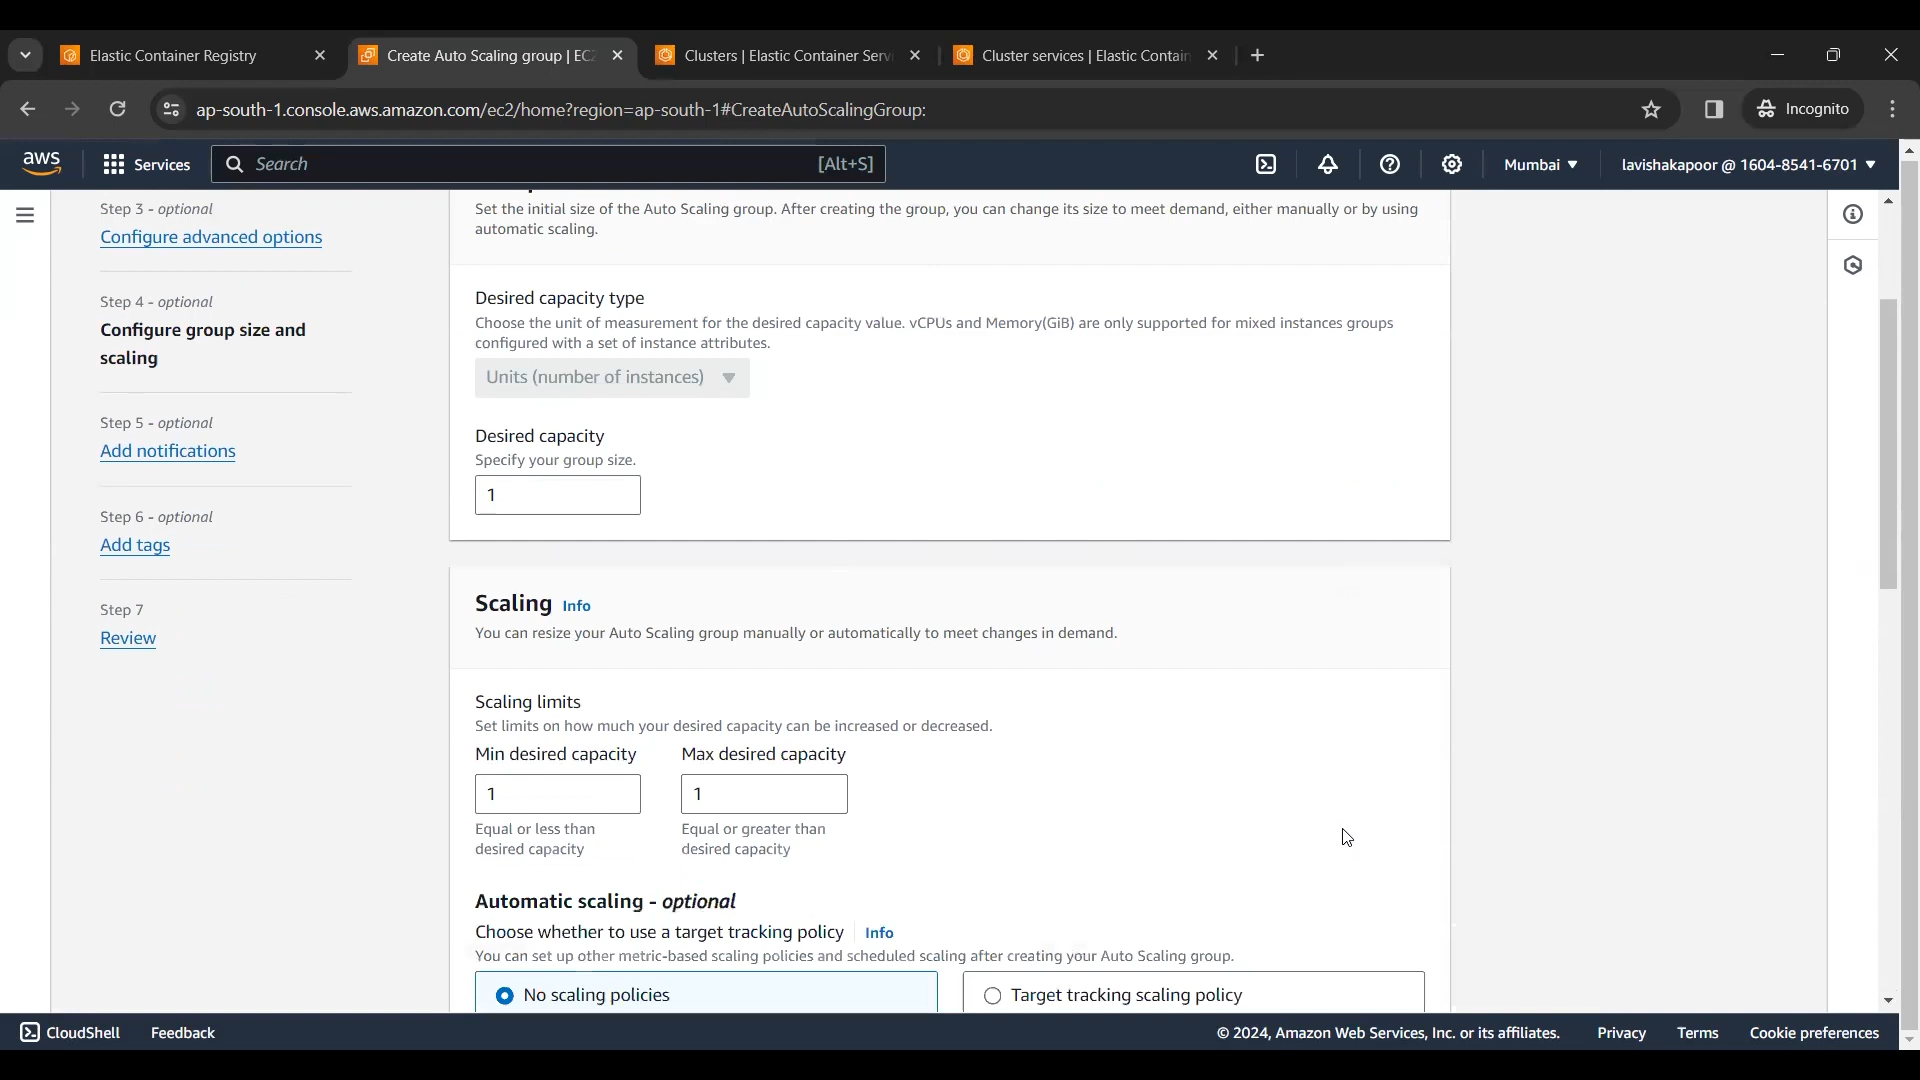 Elastic Container Registry
Create Auto Scaling group | EC2
Clusters | Elastic Container Serv
Cluster services | Elastic Contain
ap-south-1.console.aws.amazon.com/ec2/home?region=ap-south-1#CreateAutoScalingGroup:
Incognito
aws
Services
Search
[Alt+S]
Mumbai
lavishakapoor @ 1604-8541-6701
Step 3 - optional
Configure advanced options
Step 4 - optional
Configure group size and
scaling
Step 5 - optional
Add notifications
Step 6 - optional
Add tags
Step 7
Review
Set the initial size of the Auto Scaling group. After creating the group, you can change its size to meet demand, either manually or by using
automatic scaling.
Desired capacity type
Choose the unit of measurement for the desired capacity value. vCPUs and Memory(GiB) are only supported for mixed instances groups
configured with a set of instance attributes.
Units (number of instances)
Desired capacity
Specify your group size.
1
Scaling Info
You can resize your Auto Scaling group manually or automatically to meet changes in demand.
Scaling limits
Set limits on how much your desired capacity can be increased or decreased.
Min desired capacity
Max desired capacity
1
1
Equal or less than
desired capacity
Equal or greater than
desired capacity
Automatic scaling - optional
Choose whether to use a target tracking policy Info
You can set up other metric-based scaling policies and scheduled scaling after creating your Auto Scaling group.
No scaling policies
Target tracking scaling policy
CloudShell
Feedback
© 2024, Amazon Web Services, Inc. or its affiliates.
Privacy
Terms
Cookie preferences